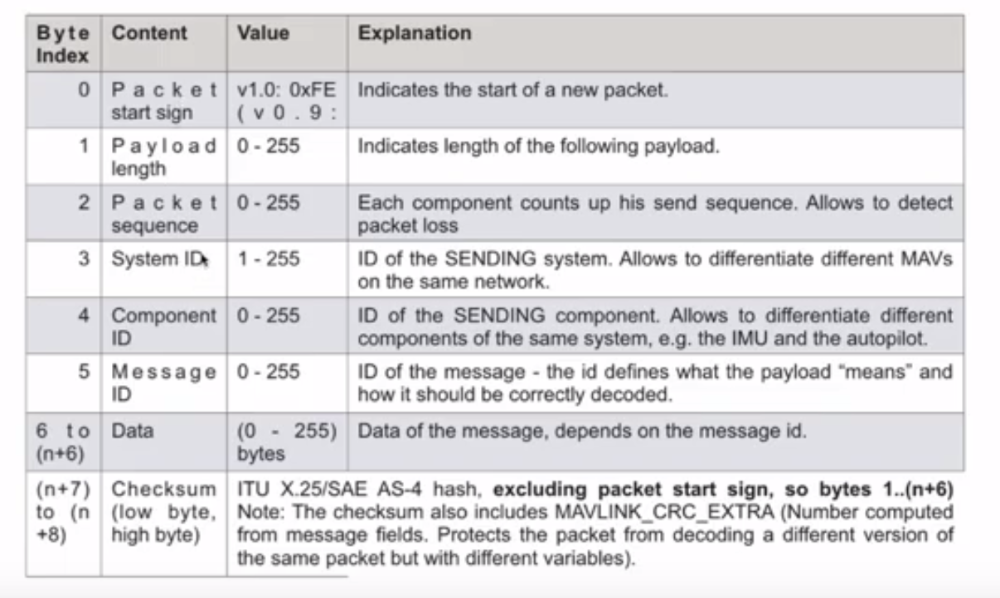 Byte Index Content Value Explanation
0 Packet start sign v1.0: 0xFE (v0.9: Indicates the start of a new packet.
1 Payload length 0 - 255 Indicates length of the following payload.
2 Packet sequence 0 - 255 Each component counts up his send sequence. Allows to detect packet loss
3 System ID 1 - 255 ID of the SENDING system. Allows to differentiate different MAVs on the same network.
4 Component ID 0 - 255 ID of the SENDING component. Allows to differentiate different components of the same system, e.g. the IMU and the autopilot.
5 Message ID 0 - 255 ID of the message - the id defines what the payload “means” and how it should be correctly decoded.
6 to (n+6) Data (0 - 255) bytes Data of the message, depends on the message id.
(n+7) to (n+8) Checksum (low byte, high byte) ITU X.25/SAE AS-4 hash, excluding packet start sign, so bytes 1..(n+6)
Note: The checksum also includes MAVLINK_CRC_EXTRA (Number computed
from message fields. Protects the packet from decoding a different version of
the same packet but with different variables).